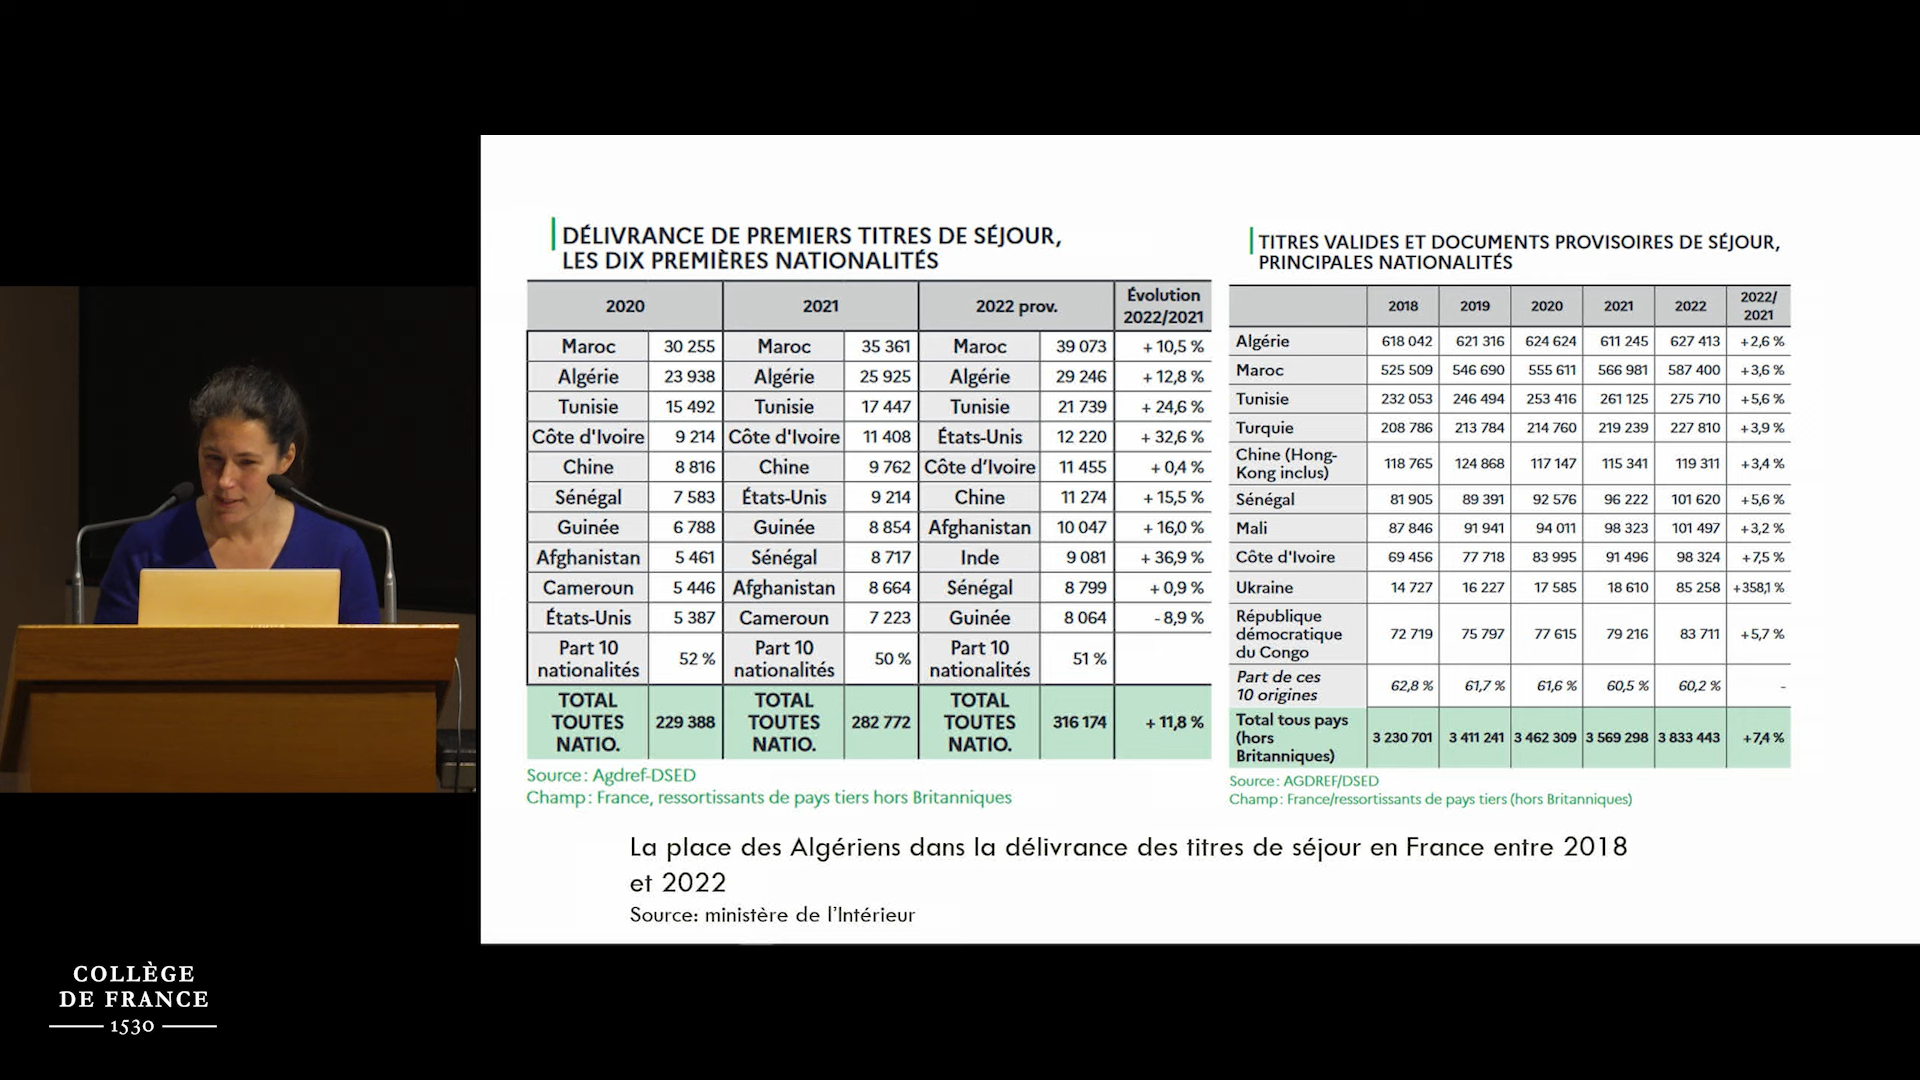 DÉLIVRANCE DE PREMIERS TITRES DE SÉJOUR,
LES DIX PREMIÈRES NATIONALITÉS
2020 2021 2022 prov. Évolution 2022/2021
Maroc 30 255 Maroc 35 361 Maroc 39 073 + 10,5 %
Algérie 23 938 Algérie 25 925 Algérie 29 246 + 12,8 %
Tunisie 15 492 Tunisie 17 447 Tunisie 21 739 + 24,6 %
Côte d'Ivoire 9 214 Côte d'Ivoire 11 408 États-Unis 12 220 + 32,6 %
Chine 8 816 Chine 9 762 Côte d’Ivoire 11 455 + 0,4 %
Sénégal 7 583 États-Unis 9 214 Chine 11 274 + 15,5 %
Guinée 6 788 Guinée 8 854 Afghanistan 10 047 + 16,0 %
Afghanistan 5 461 Sénégal 8 717 Inde 9 081 + 36,9 %
Cameroun 5 446 Afghanistan 8 664 Sénégal 8 799 + 0,9 %
États-Unis 5 387 Cameroun 7 223 Guinée 8 064 - 8,9 %
Part 10 nationalités 52 % Part 10 nationalités 50 % Part 10 nationalités 51 %
TOTAL TOUTES NATIO. 229 388 TOTAL TOUTES NATIO. 282 772 TOTAL TOUTES NATIO. 316 174 + 11,8 %
Source : Agdref-DSED
Champ : France, ressortissants de pays tiers hors Britanniques
TITRES VALIDES ET DOCUMENTS PROVISOIRES DE SÉJOUR,
PRINCIPALES NATIONALITÉS
2018 2019 2020 2021 2022 2022/ 2021
Algérie 618 042 621 316 624 624 611 245 627 413 +2,6 %
Maroc 525 509 546 690 555 611 566 981 587 400 +3,6 %
Tunisie 232 053 246 494 253 416 261 125 275 710 +5,6 %
Turquie 208 786 213 784 214 760 219 239 227 810 +3,9 %
Chine (Hong-Kong inclus) 118 765 124 868 117 147 115 341 119 311 +3,4 %
Sénégal 81 905 89 391 92 576 96 222 101 620 +5,6 %
Mali 87 846 91 941 94 011 98 323 101 497 +3,2 %
Côte d'Ivoire 69 456 77 718 83 995 91 496 98 324 +7,5 %
Ukraine 14 727 16 227 17 585 18 610 85 258 +358,1 %
République démocratique du Congo 72 719 75 797 77 615 79 216 83 711 +5,7 %
Part de ces 10 origines 62,8 % 61,7 % 61,6 % 60,5 % 60,2 % -
Total tous pays (hors Britanniques) 3 230 701 3 411 241 3 462 309 3 569 298 3 833 443 +7,4 %
Source : AGDREF/DSED
Champ : France/ressortissants de pays tiers (hors Britanniques)
La place des Algériens dans la délivrance des titres de séjour en France entre 2018
et 2022
Source: ministère de l’Intérieur
COLLÈGE
DE FRANCE
1530